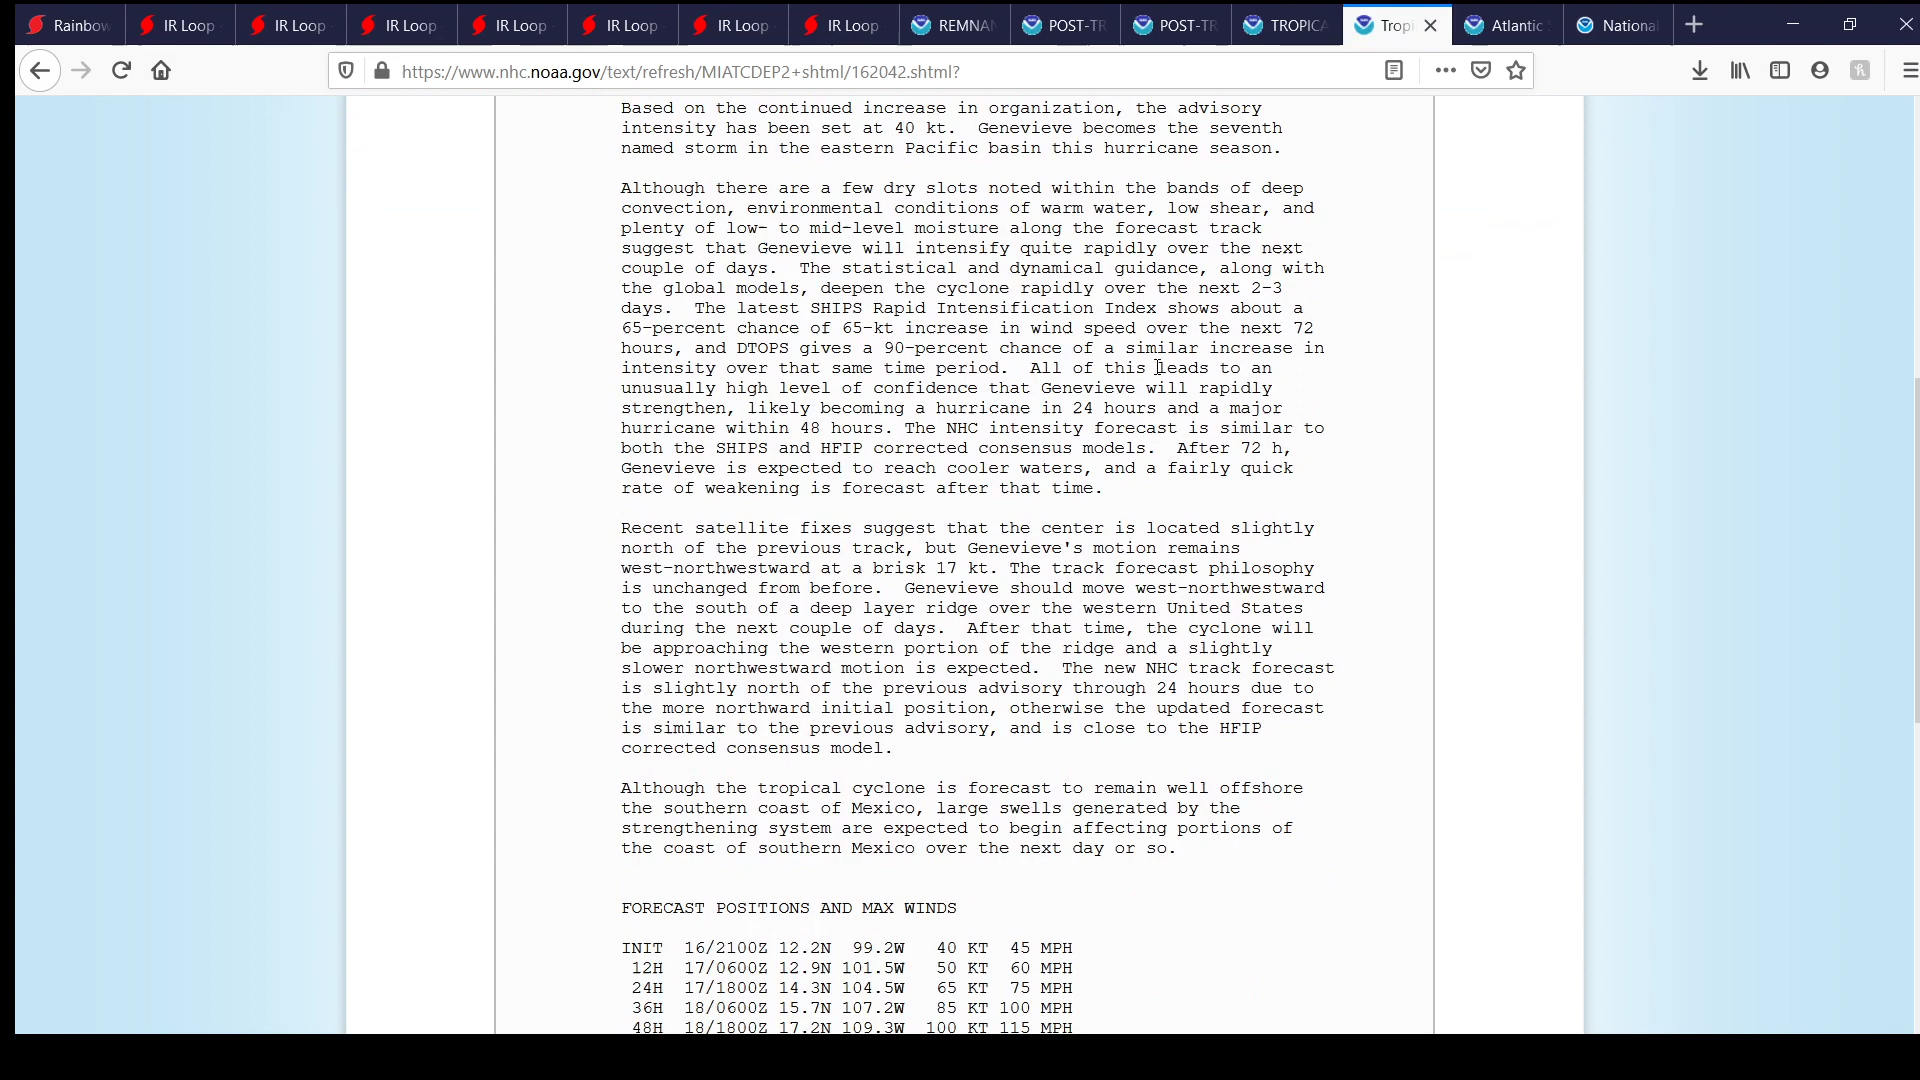 Rainbow
IR Loop
IR Loop
IR Loop
IR Loop
IR Loop
IR Loop
IR Loop
REMNAN
POST-TR
POST-TR
TROPICA
Tropi
Atlantic
National
https://www.nhc.noaa.gov/text/refresh/MIATCDEP2+shtml/162042.shtml?
Based on the continued increase in organization, the advisory
intensity has been set at 40 kt.  Genevieve becomes the seventh
named storm in the eastern Pacific basin this hurricane season.
Although there are a few dry slots noted within the bands of deep
convection, environmental conditions of warm water, low shear, and
plenty of low- to mid-level moisture along the forecast track
suggest that Genevieve will intensify quite rapidly over the next
couple of days.  The statistical and dynamical guidance, along with
the global models, deepen the cyclone rapidly over the next 2-3
days.  The latest SHIPS Rapid Intensification Index shows about a
65-percent chance of 65-kt increase in wind speed over the next 72
hours, and DTOPS gives a 90-percent chance of a similar increase in
intensity over that same time period.  All of this leads to an
unusually high level of confidence that Genevieve will rapidly
strengthen, likely becoming a hurricane in 24 hours and a major
hurricane within 48 hours. The NHC intensity forecast is similar to
both the SHIPS and HFIP corrected consensus models.  After 72 h,
Genevieve is expected to reach cooler waters, and a fairly quick
rate of weakening is forecast after that time.
Recent satellite fixes suggest that the center is located slightly
north of the previous track, but Genevieve's motion remains
west-northwestward at a brisk 17 kt. The track forecast philosophy
is unchanged from before.  Genevieve should move west-northwestward
to the south of a deep layer ridge over the western United States
during the next couple of days.  After that time, the cyclone will
be approaching the western portion of the ridge and a slightly
slower northwestward motion is expected.  The new NHC track forecast
is slightly north of the previous advisory through 24 hours due to
the more northward initial position, otherwise the updated forecast
is similar to the previous advisory, and is close to the HFIP
corrected consensus model.
Although the tropical cyclone is forecast to remain well offshore
the southern coast of Mexico, large swells generated by the
strengthening system are expected to begin affecting portions of
the coast of southern Mexico over the next day or so.
FORECAST POSITIONS AND MAX WINDS
INIT  16/2100Z 12.2N  99.2W   40 KT  45 MPH
12H  17/0600Z 12.9N 101.5W   50 KT  60 MPH
24H  17/1800Z 14.3N 104.5W   65 KT  75 MPH
36H  18/0600Z 15.7N 107.2W   85 KT 100 MPH
48H  18/1800Z 17.2N 109.3W  100 KT 115 MPH